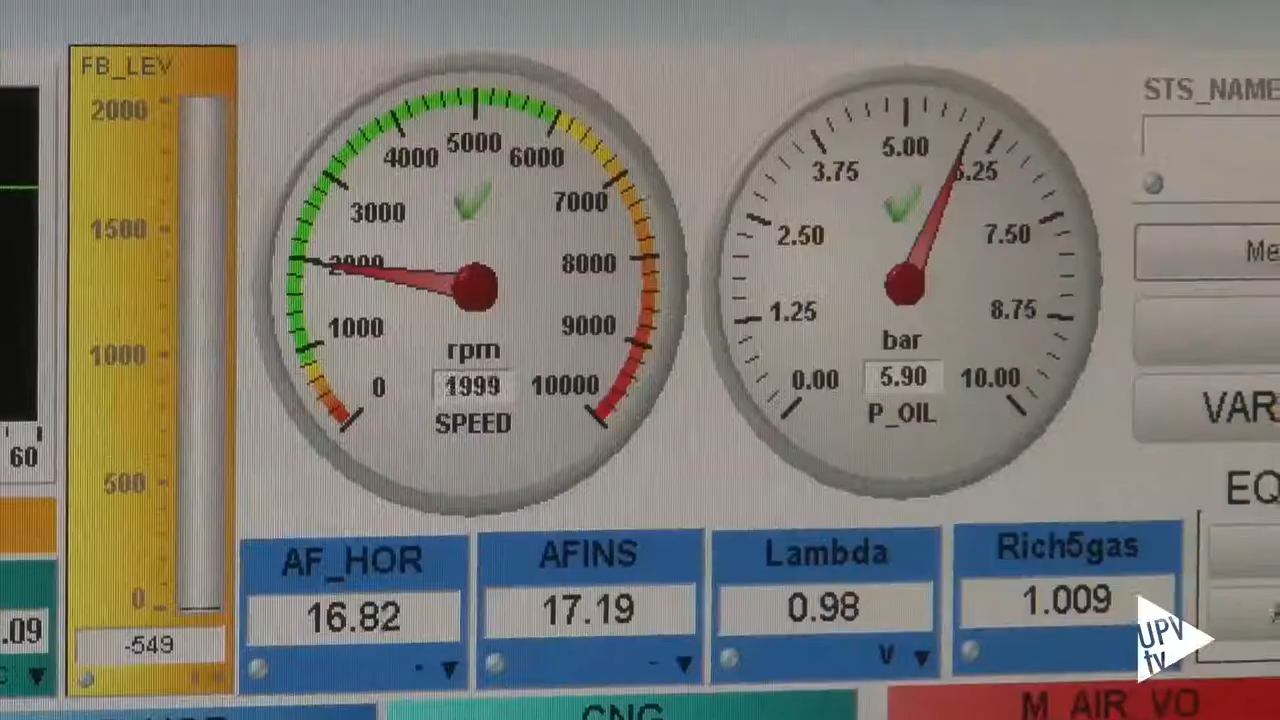 FB_LEV
2000
1500
1000
500
0
-549
60
.09
0
1000
2000
3000
4000
5000
6000
7000
8000
9000
10000
rpm
1999
SPEED
0.00
1.25
2.50
3.75
5.00
6.25
7.50
8.75
10.00
bar
5.90
P_OIL
STS_NAME
Me
VAR
EQ
AF_HOR
16.82
AFINS
17.19
Lambda
0.98
V
Rich5gas
1.009
UPV
tv
CNG
M_AIR_VO